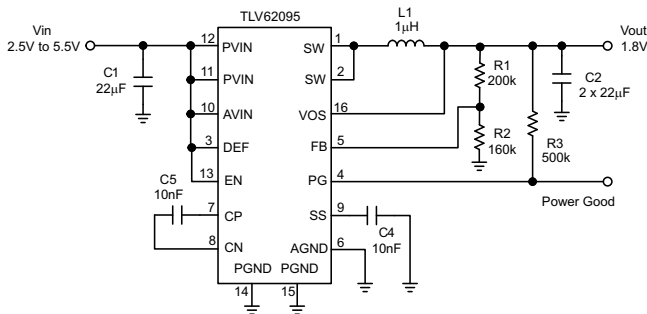 TLV62095
Vin
2.5V to 5.5V
C1
22µF
12 PVIN
11 PVIN
10 AVIN
3 DEF
13 EN
C5
10nF
7 CP
8 CN
PGND PGND
14 15
SW 1
SW 2
VOS 16
FB 5
PG 4
SS 9
AGND 6
L1
1µH
R1
200k
R2
160k
R3
500k
C2
2 x 22µF
C4
10nF
Vout
1.8V
Power Good